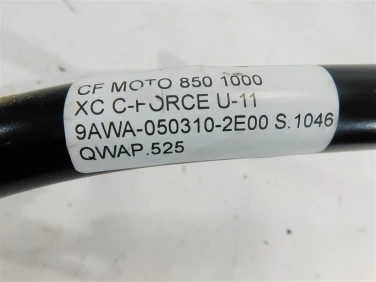 CF MOTO 850 1000
XC C-FORCE U-11
9AWA-050310-2E00 S.1046
QWAP.525